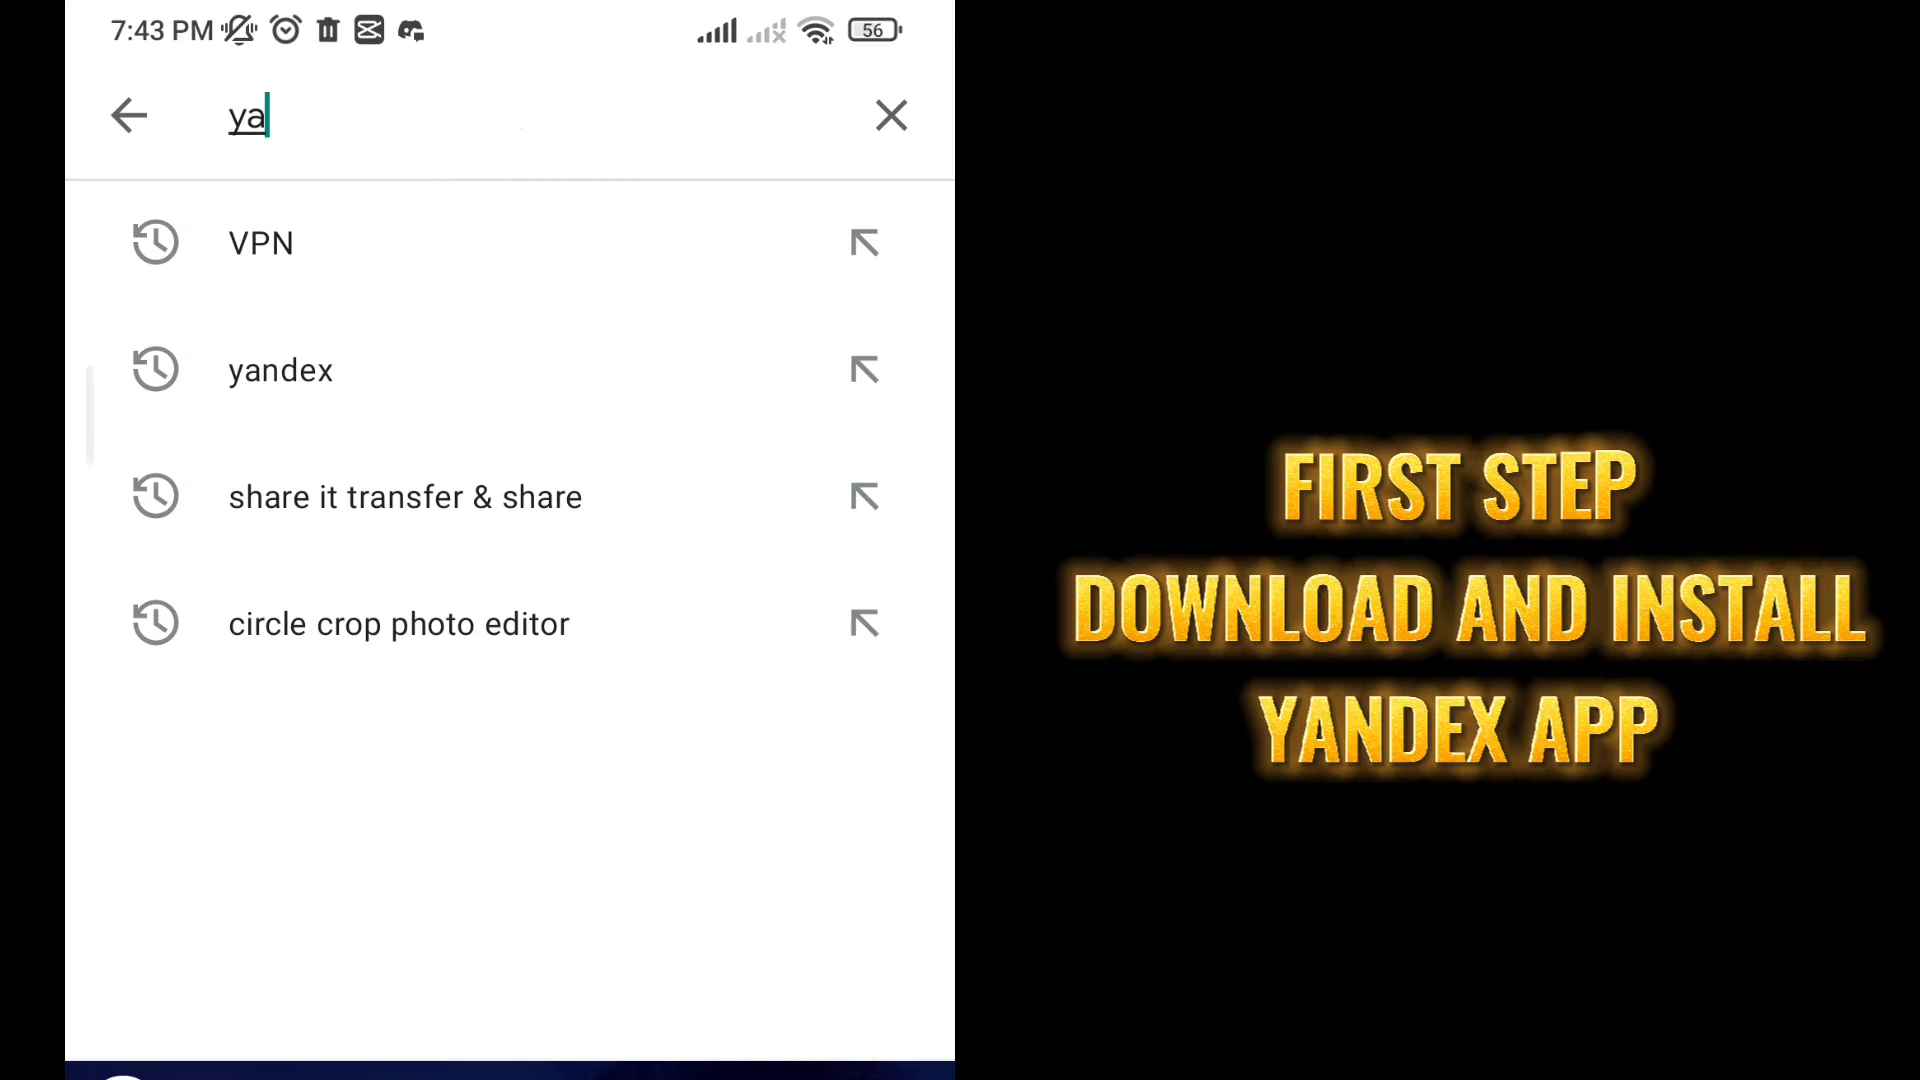 7:43 PM
56
ya
VPN
yandex
share it transfer & share
circle crop photo editor
FIRST STEP
DOWNLOAD AND INSTALL
YANDEX APP